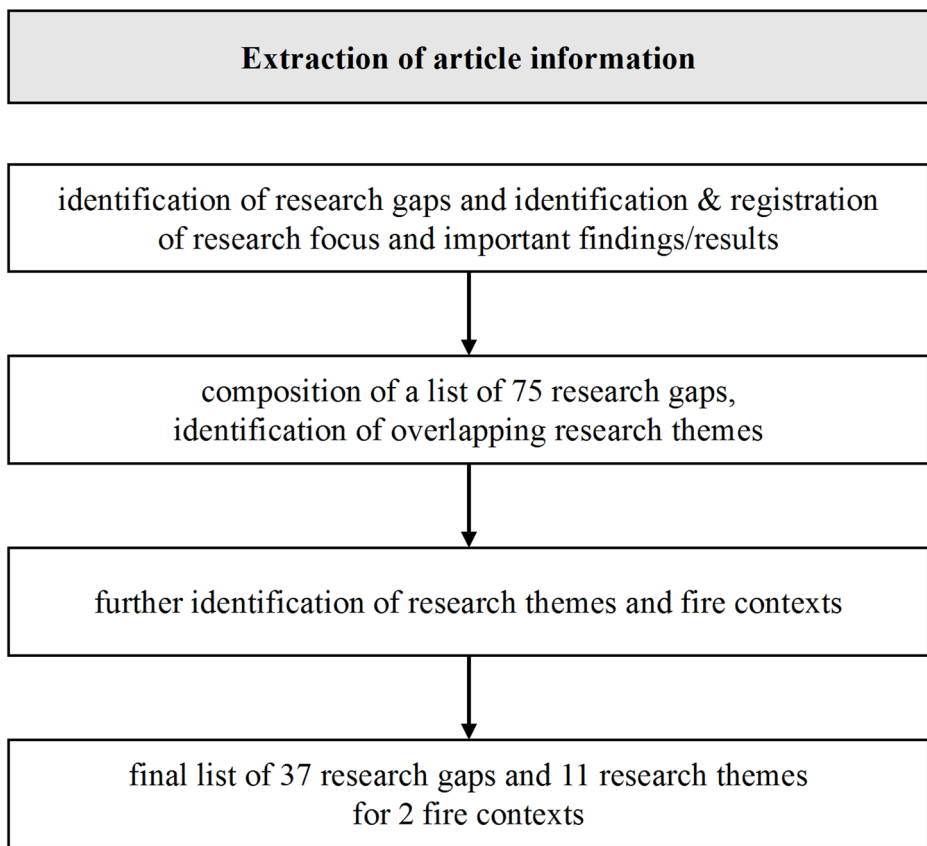 Extraction of article information
identification of research gaps and identification & registration
of research focus and important findings/results
composition of a list of 75 research gaps,
identification of overlapping research themes
further identification of research themes and fire contexts
final list of 37 research gaps and 11 research themes
for 2 fire contexts